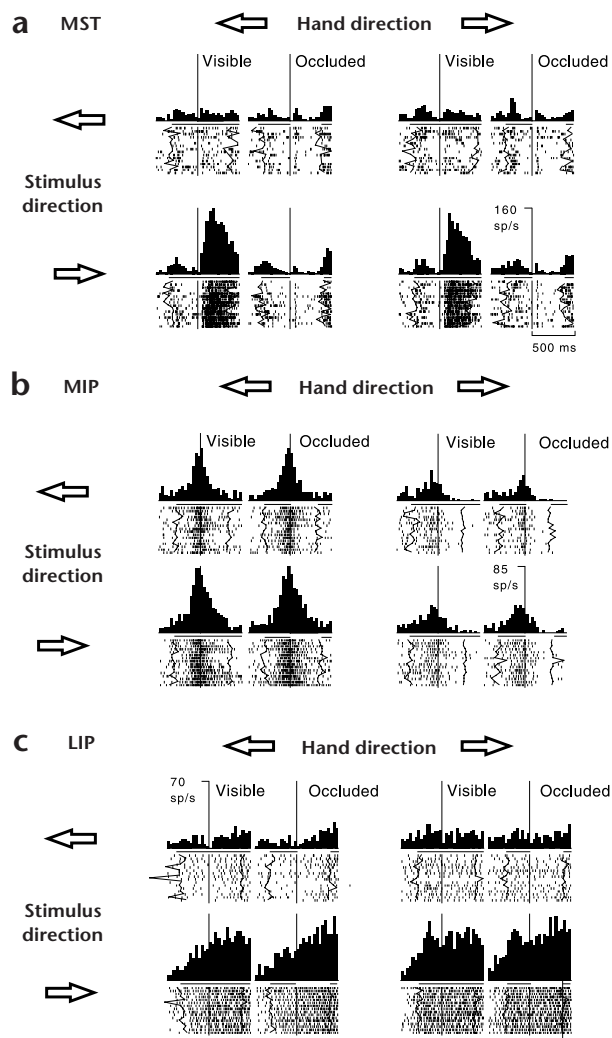 a MST Hand direction
Visible Occluded Visible Occluded
Stimulus
direction
160
sp/s
500 ms
b MIP Hand direction
Visible Occluded Visible Occluded
Stimulus
direction
85
sp/s
c LIP Hand direction
70
sp/s
Visible Occluded Visible Occluded
Stimulus
direction